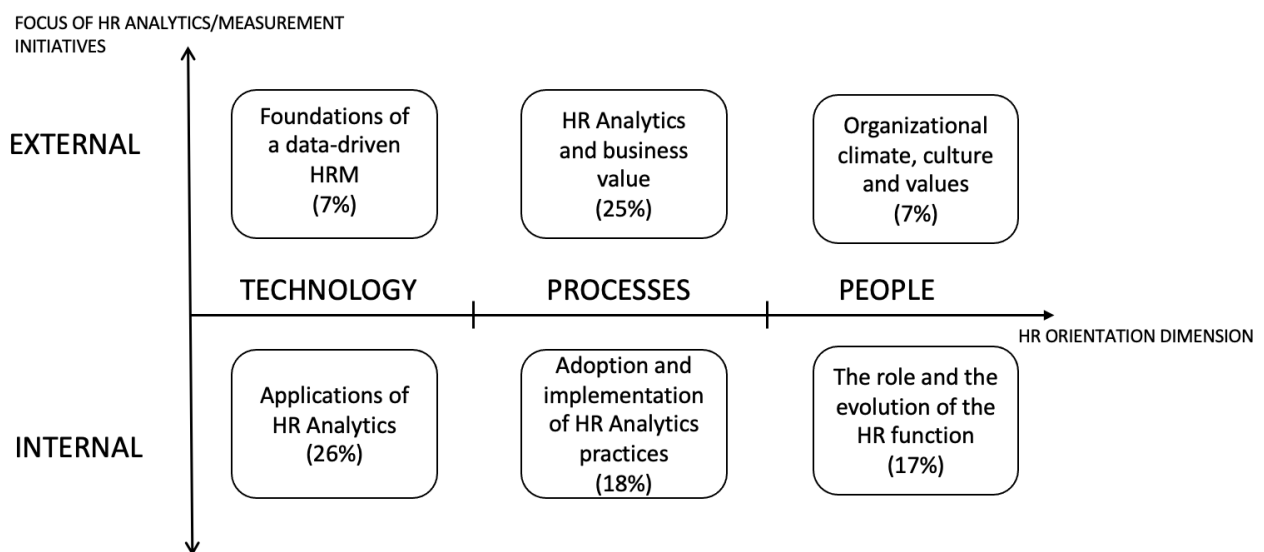 FOCUS OF HR ANALYTICS/MEASUREMENT
INITIATIVES
EXTERNAL
Foundations of
a data-driven
HRM
(7%)
HR Analytics
and business
value
(25%)
Organizational
climate, culture
and values
(7%)
TECHNOLOGY
PROCESSES
PEOPLE
HR ORIENTATION DIMENSION
INTERNAL
Applications of
HR Analytics
(26%)
Adoption and
implementation
of HR Analytics
practices
(18%)
The role and the
evolution of the
HR function
(17%)